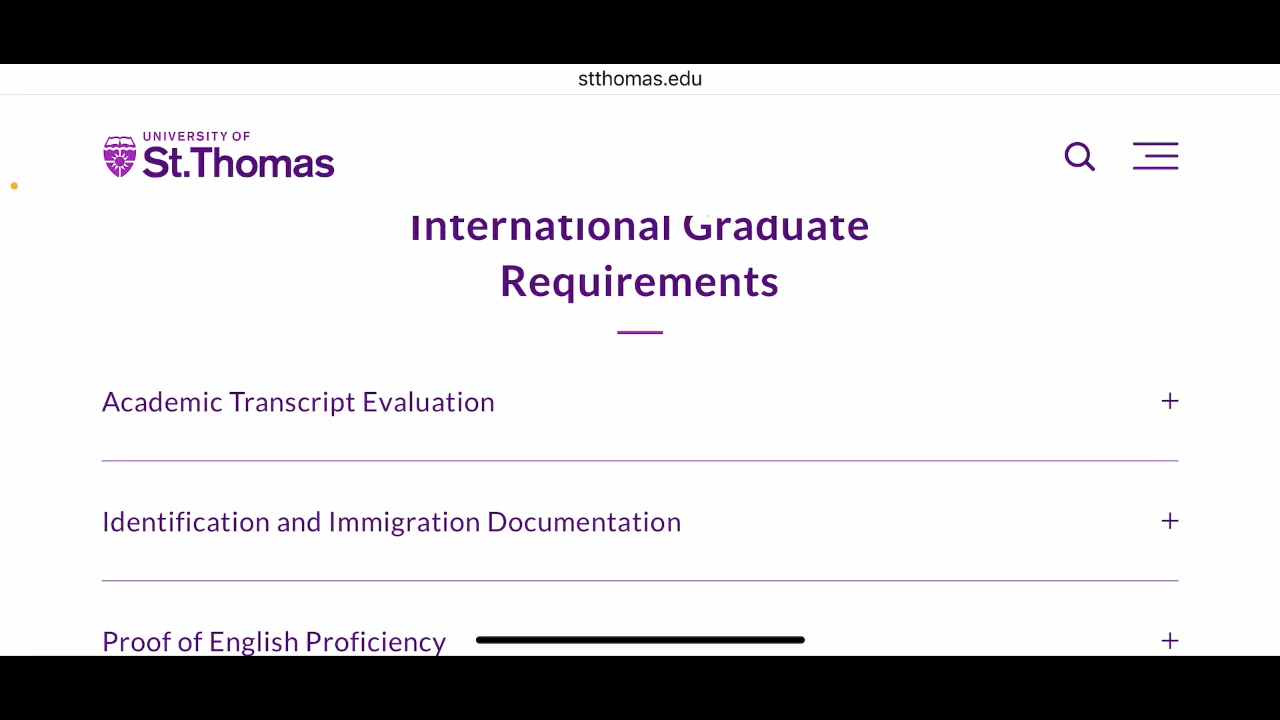 stthomas.edu
UNIVERSITY OF
St.Thomas
International Graduate
Requirements
Academic Transcript Evaluation
Identification and Immigration Documentation
Proof of English Proficiency